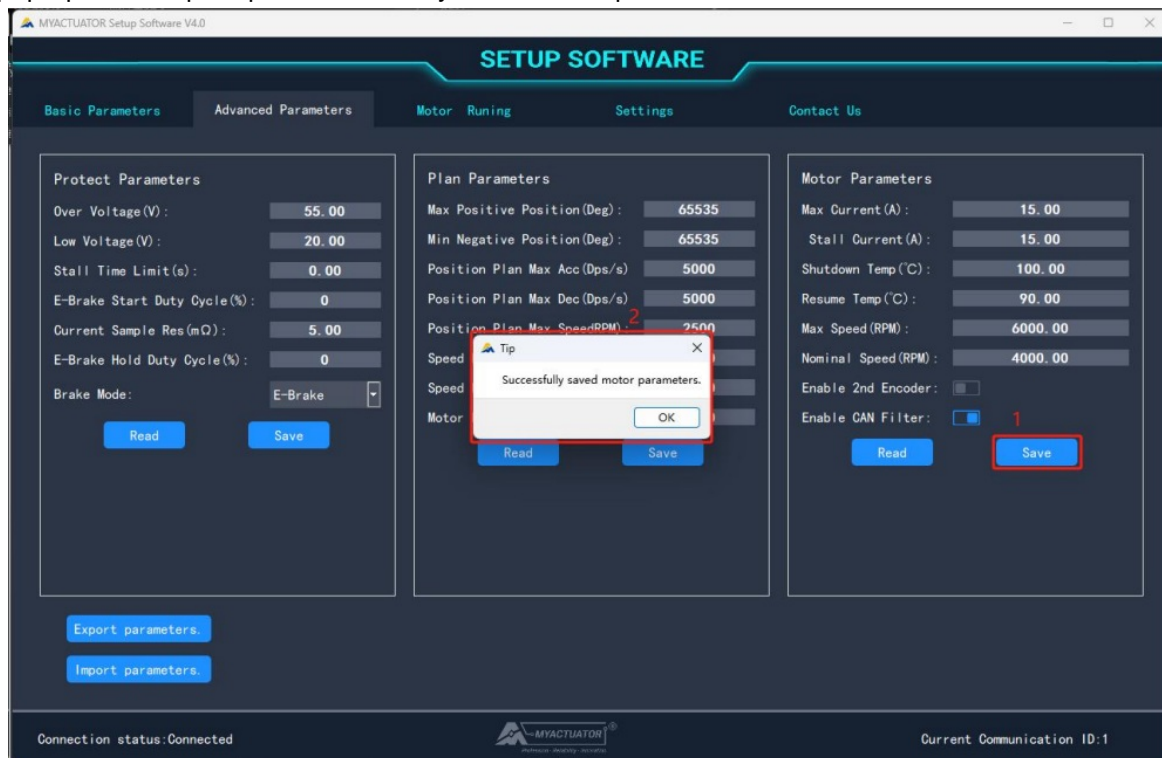 MYACTUATOR Setup Software V4.0
SETUP SOFTWARE
Basic Parameters
Advanced Parameters
Motor Runing
Settings
Contact Us
Protect Parameters
Over Voltage(V): 55.00
Low Voltage(V): 20.00
Stall Time Limit(s): 0.00
E-Brake Start Duty Cycle(%): 0
Current Sample Res(mΩ): 5.00
E-Brake Hold Duty Cycle(%): 0
Brake Mode: E-Brake
Read Save
Plan Parameters
Max Positive Position(Deg): 65535
Min Negative Position(Deg): 65535
Position Plan Max Acc(Dps/s) 5000
Position Plan Max Dec(Dps/s) 5000
Position Plan Max SpeedRPM): 2500
2
Speed
Speed
Motor
Tip
Successfully saved motor parameters.
OK
Read Save
Motor Parameters
Max Current(A): 15.00
Stall Current(A): 15.00
Shutdown Temp(℃): 100.00
Resume Temp(℃): 90.00
Max Speed(RPM): 6000.00
Nominal Speed(RPM): 4000.00
Enable 2nd Encoder:
Enable CAN Filter:
1
Read Save
Export parameters.
Import parameters.
Connection status:Connected
MYACTUATOR®
Current Communication ID:1